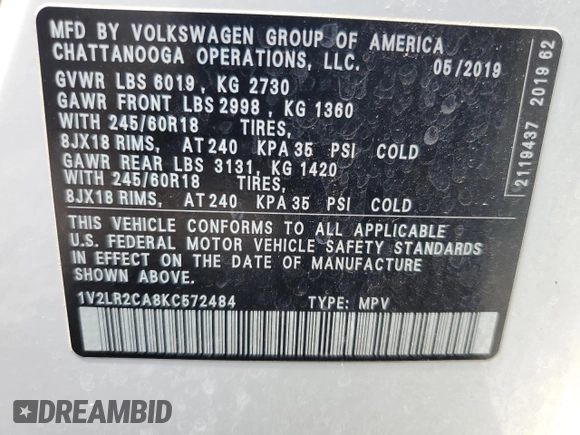 MFD BY VOLKSWAGEN GROUP OF AMERICA
CHATTANOOGA OPERATIONS, LLC. 05/2019
GVWR LBS 6019, KG 2730
GAWR FRONT LBS 2998, KG 1360
WITH 245/60R18 TIRES,
8JX18 RIMS, AT 240 KPA 35 PSI COLD
GAWR REAR LBS 3131, KG 1420
WITH 245/60R18 TIRES,
8JX18 RIMS, AT 240 KPA 35 PSI COLD
THIS VEHICLE CONFORMS TO ALL APPLICABLE
U.S. FEDERAL MOTOR VEHICLE SAFETY STANDARDS
IN EFFECT ON THE DATE OF MANUFACTURE
SHOWN ABOVE.
1V2LR2CA8KC572484 TYPE: MPV
2119437 2019 62
DREAMBID